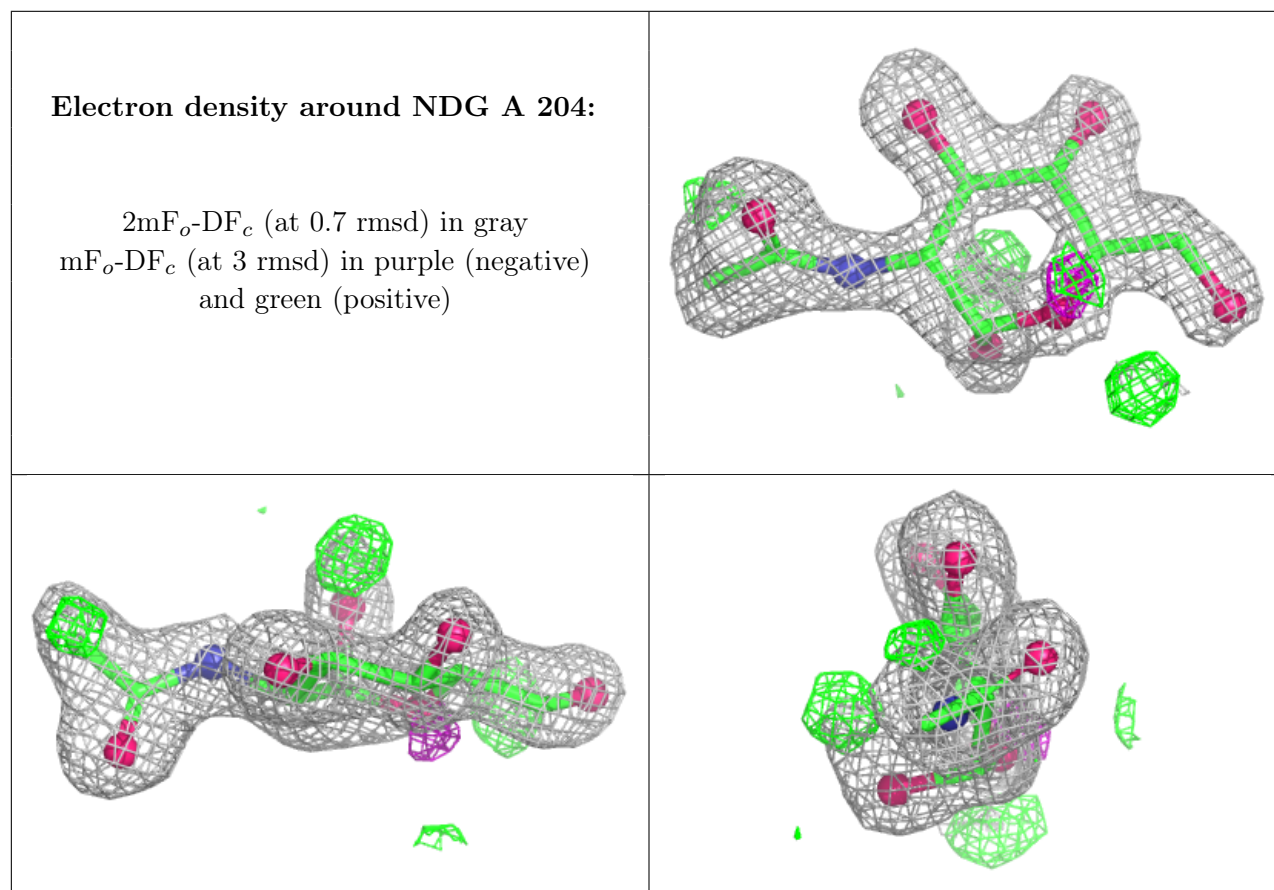 Electron density around NDG A 204:
2mFo-DFc (at 0.7 rmsd) in gray
mFo-DFc (at 3 rmsd) in purple (negative)
and green (positive)